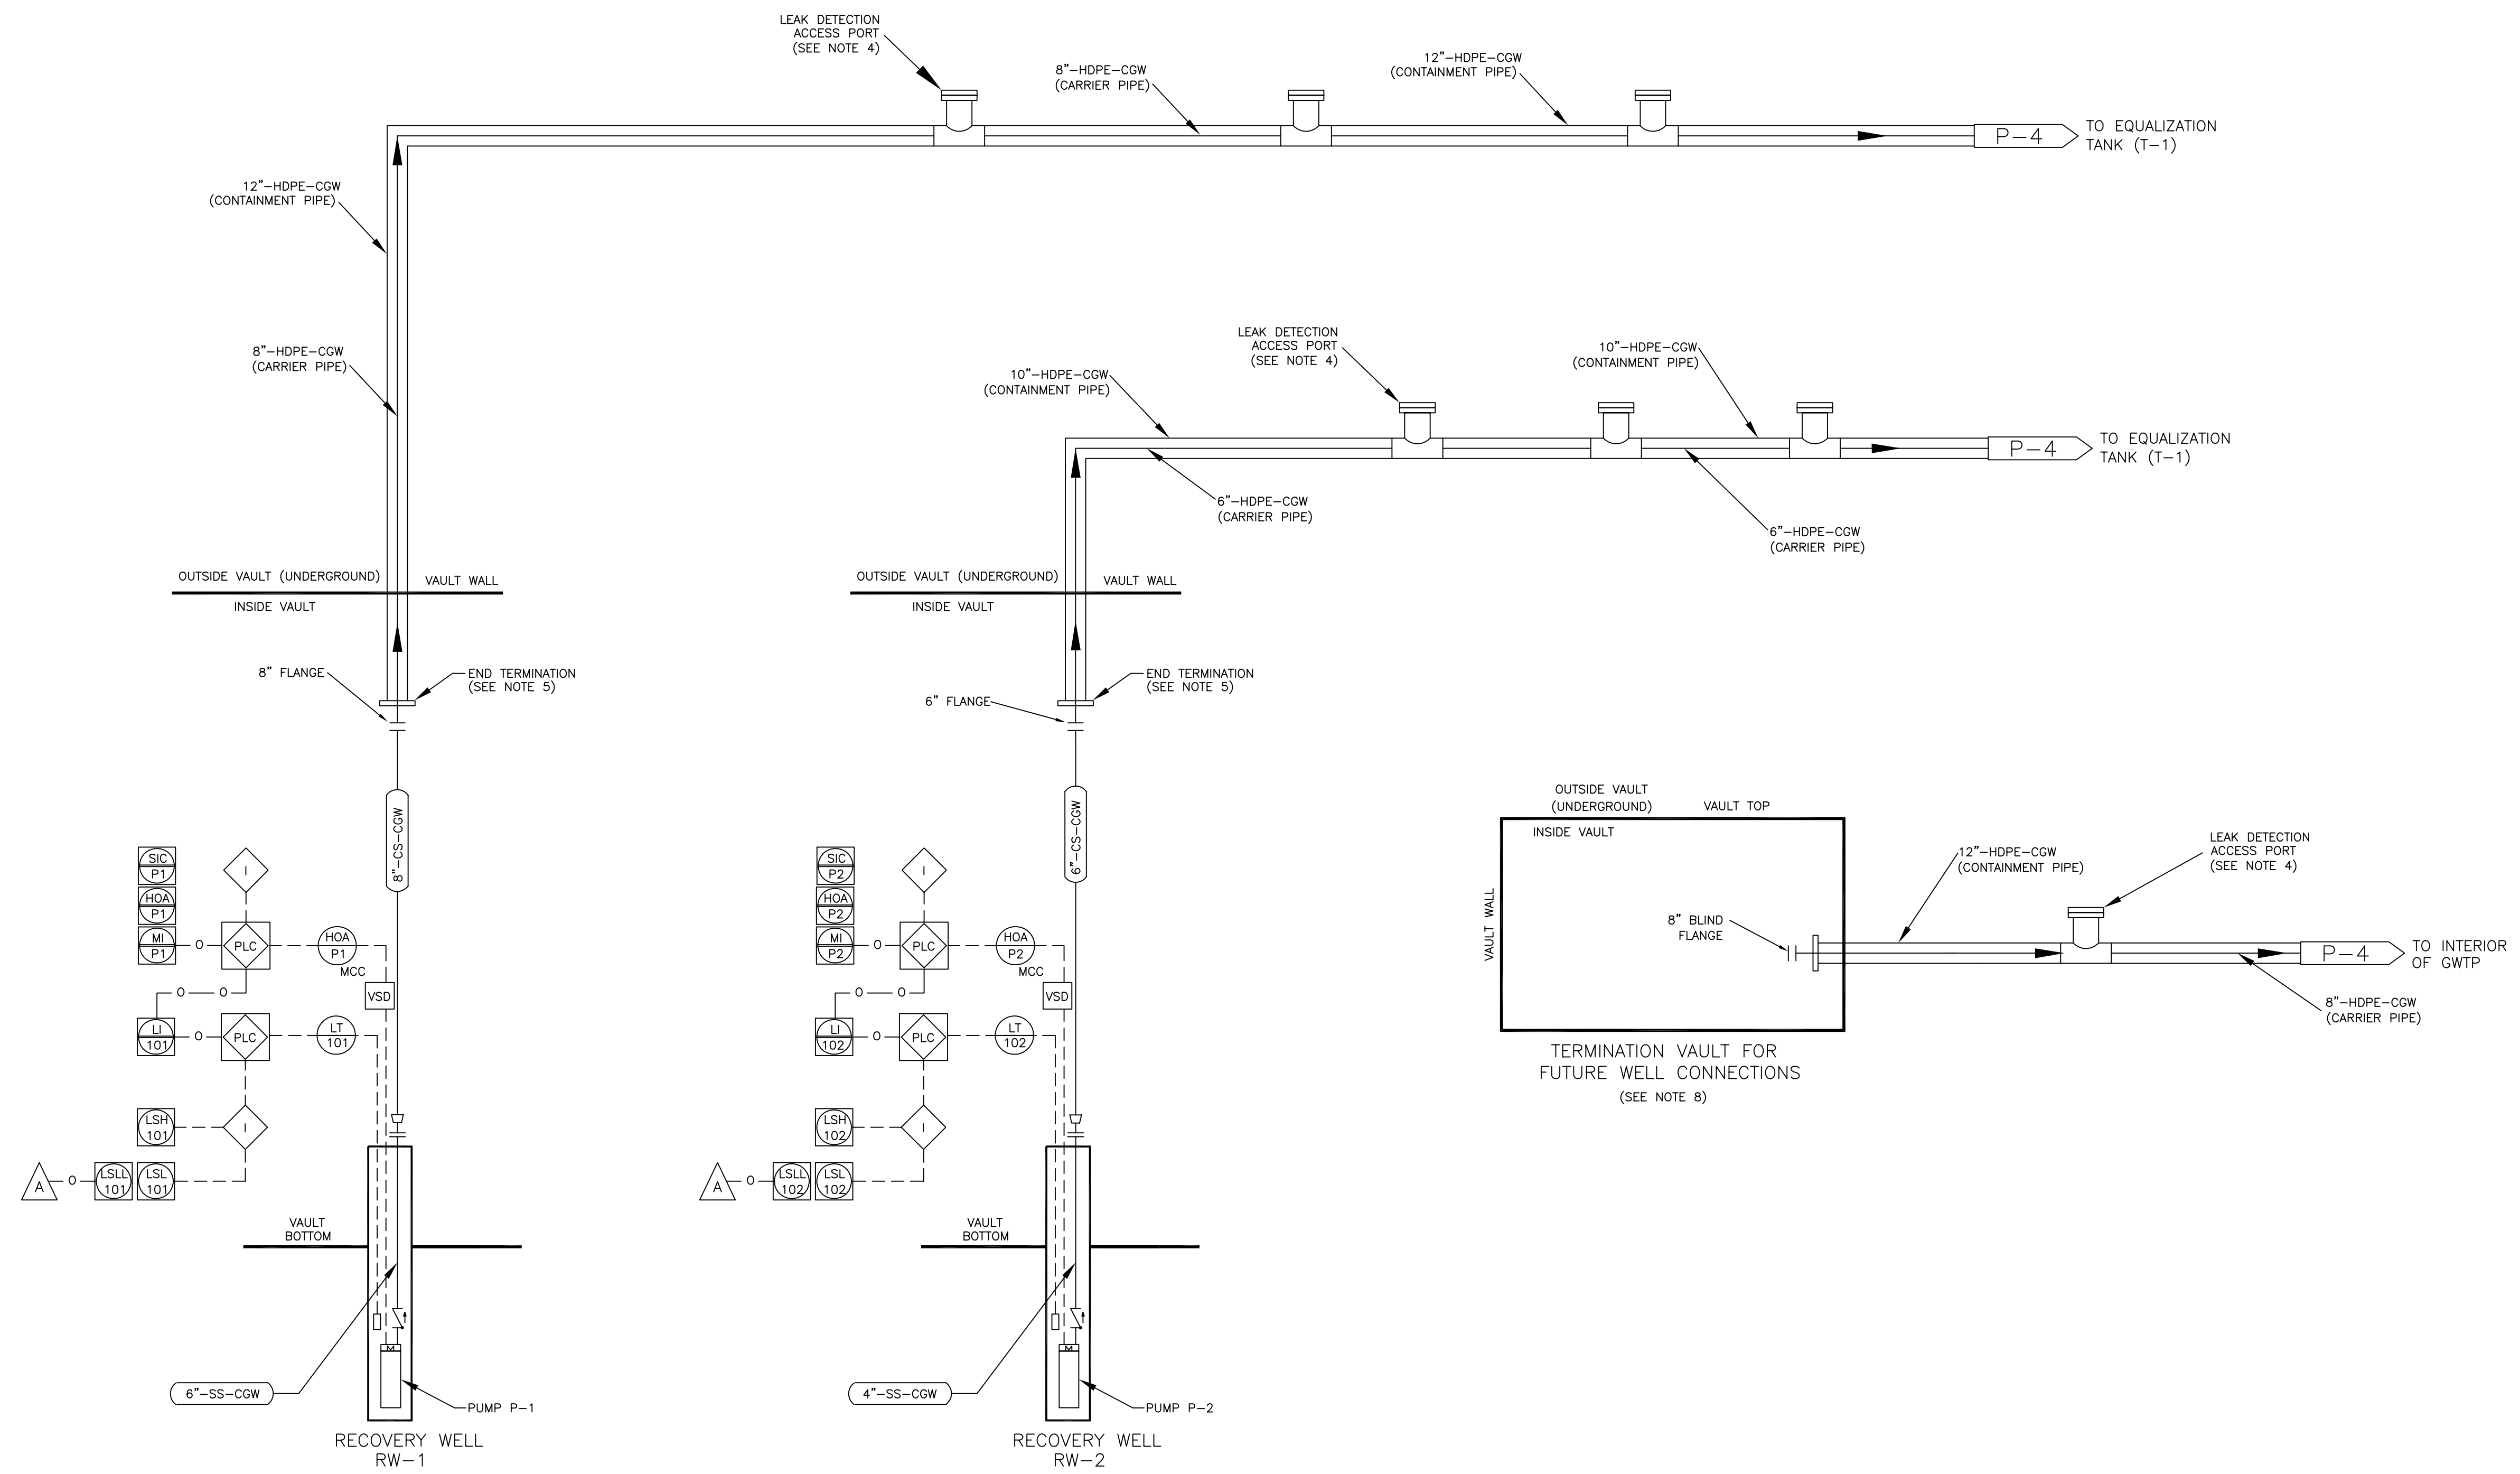 LEAK DETECTION
ACCESS PORT
(SEE NOTE 4)
8"-HDPE-CGW
(CARRIER PIPE)
12"-HDPE-CGW
(CONTAINMENT PIPE)
P-4
TO EQUALIZATION
TANK (T-1)
12"-HDPE-CGW
(CONTAINMENT PIPE)
8"-HDPE-CGW
(CARRIER PIPE)
LEAK DETECTION
ACCESS PORT
(SEE NOTE 4)
10"-HDPE-CGW
(CONTAINMENT PIPE)
10"-HDPE-CGW
(CONTAINMENT PIPE)
P-4
TO EQUALIZATION
TANK (T-1)
6"-HDPE-CGW
(CARRIER PIPE)
6"-HDPE-CGW
(CARRIER PIPE)
OUTSIDE VAULT (UNDERGROUND)
VAULT WALL
INSIDE VAULT
OUTSIDE VAULT (UNDERGROUND)
VAULT WALL
INSIDE VAULT
8" FLANGE
END TERMINATION
(SEE NOTE 5)
6" FLANGE
END TERMINATION
(SEE NOTE 5)
8"-CS-CGW
SIC
P1
HOA
P1
MI
P1
O
I
PLC
HOA
P1
MCC
VSD
O
O
LI
101
O
PLC
LT
101
LSH
101
I
A
O
LSLL
101
LSL
101
VAULT
BOTTOM
6"-SS-CGW
PUMP P-1
M
RECOVERY WELL
RW-1
6"-CS-CGW
SIC
P2
HOA
P2
MI
P2
O
I
PLC
HOA
P2
MCC
VSD
O
O
LI
102
O
PLC
LT
102
LSH
102
I
A
O
LSLL
102
LSL
102
VAULT
BOTTOM
4"-SS-CGW
PUMP P-2
M
RECOVERY WELL
RW-2
OUTSIDE VAULT
(UNDERGROUND)
VAULT TOP
INSIDE VAULT
VAULT WALL
8" BLIND
FLANGE
12"-HDPE-CGW
(CONTAINMENT PIPE)
LEAK DETECTION
ACCESS PORT
(SEE NOTE 4)
P-4
TO INTERIOR
OF GWTP
8"-HDPE-CGW
(CARRIER PIPE)
TERMINATION VAULT FOR
FUTURE WELL CONNECTIONS
(SEE NOTE 8)